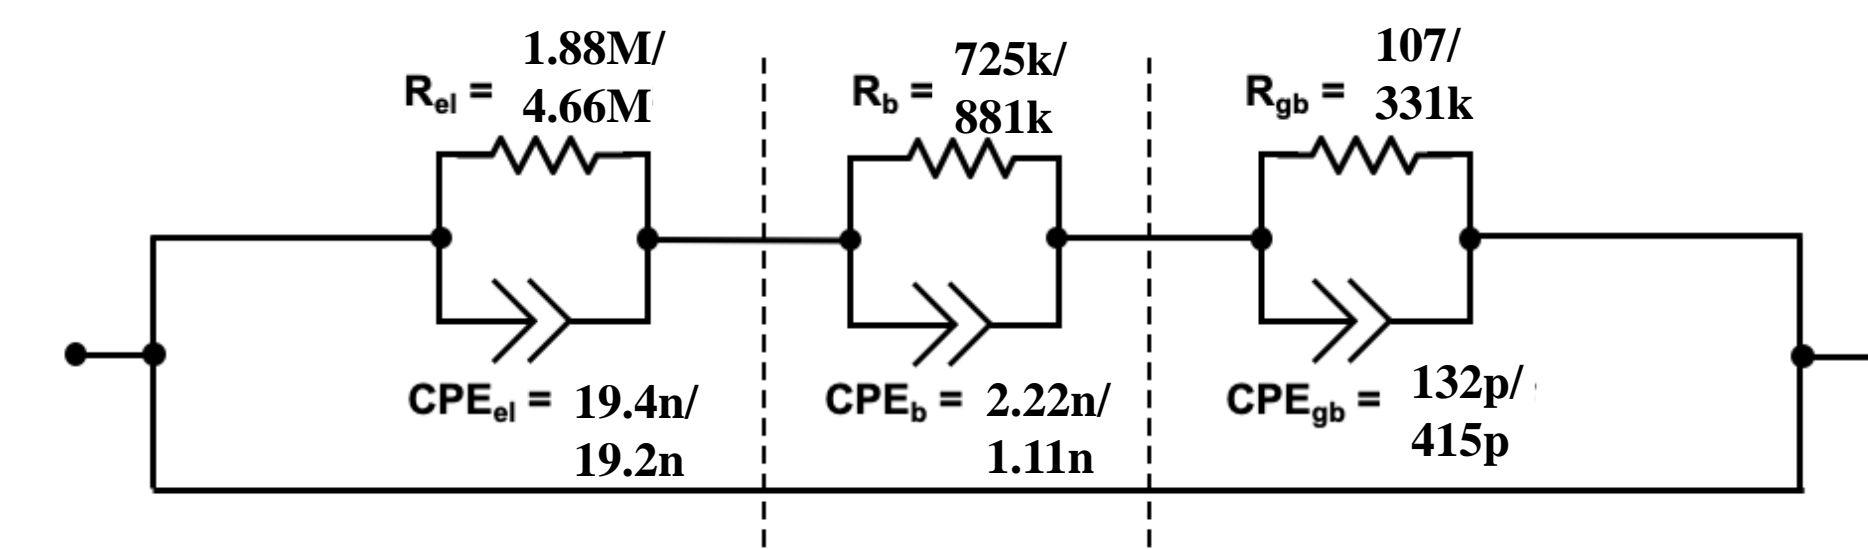 R_el = 1.88M/
4.66M
R_b = 725k/
881k
R_gb = 107/
331k
CPE_el = 19.4n/
19.2n
CPE_b = 2.22n/
1.11n
CPE_gb = 132p/
415p